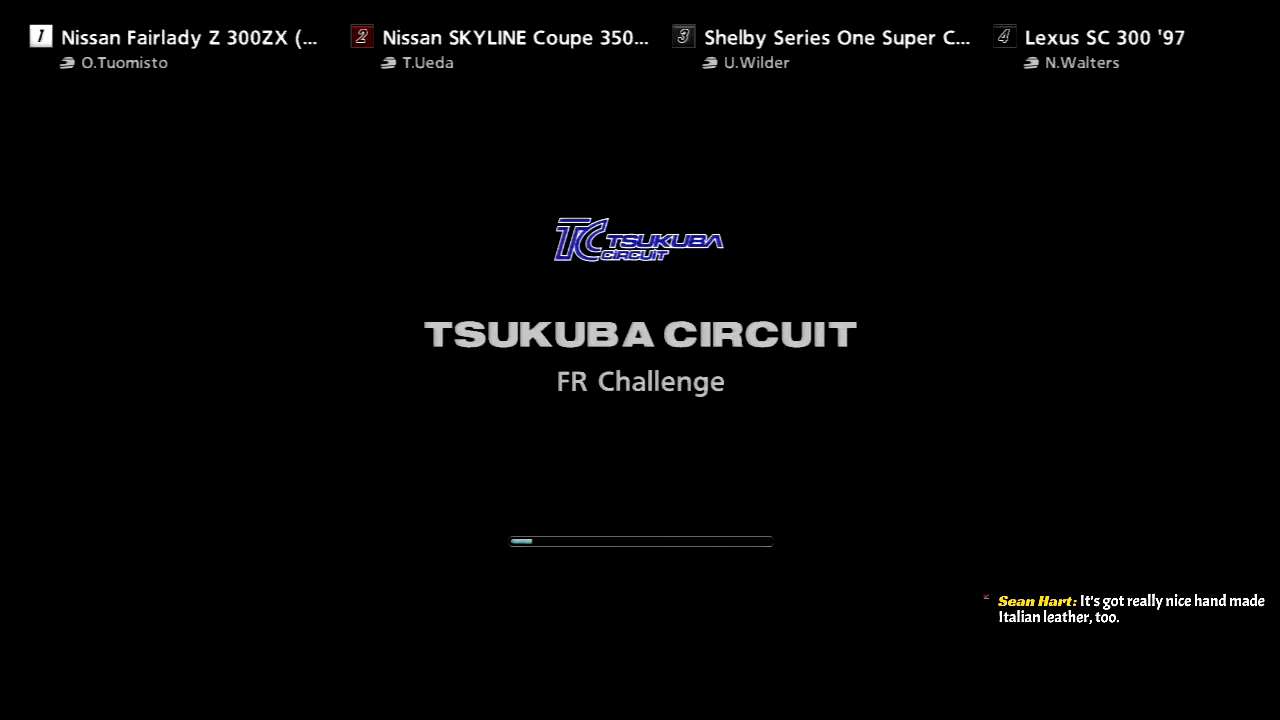 1 Nissan Fairlady Z 300ZX (...
O.Tuomisto
2 Nissan SKYLINE Coupe 350...
T.Ueda
3 Shelby Series One Super C...
U.Wilder
4 Lexus SC 300 '97
N.Walters
TC TSUKUBA CIRCUIT
TSUKUBA CIRCUIT
FR Challenge
Sean Hart: It's got really nice hand made
Italian leather, too.